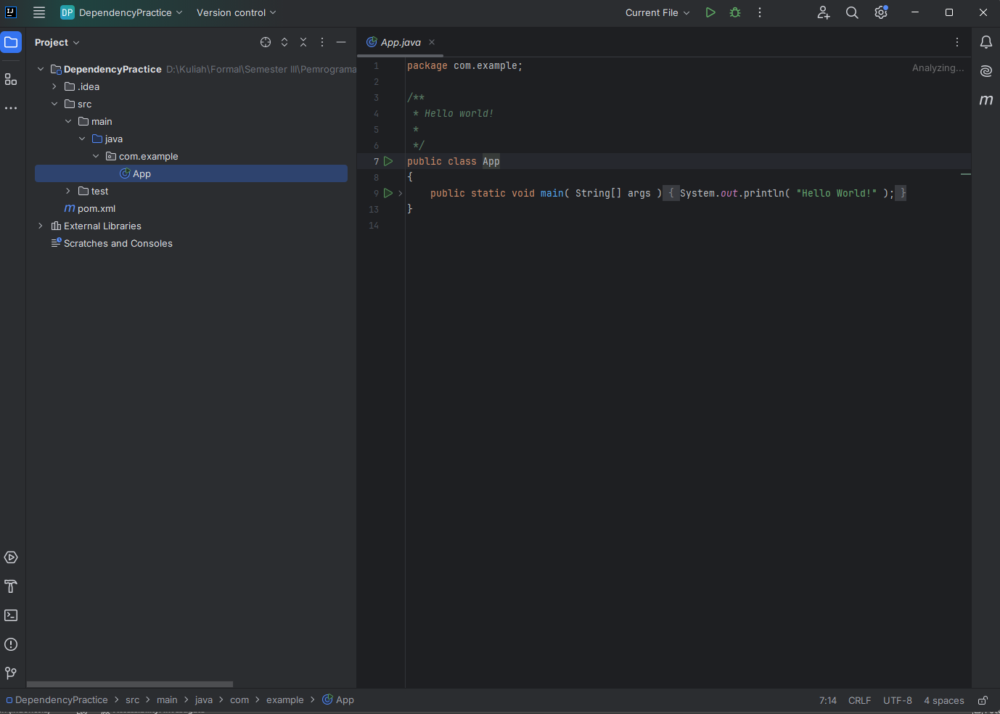 DP DependencyPractice Version control Current File
Project
App.java
DependencyPractice D:\Kuliah\Formal\Semester III\Pemrograma
.idea
src
main
java
com.example
App
test
m pom.xml
External Libraries
Scratches and Consoles
Analyzing...
1 package com.example;
2
3 /**
4 * Hello world!
5 *
6 */
7 public class App
8 {
9 public static void main( String[] args ) { System.out.println( "Hello World!" ); }
13 }
14
m
DependencyPractice > src > main > java > com > example > App
7:14 CRLF UTF-8 4 spaces